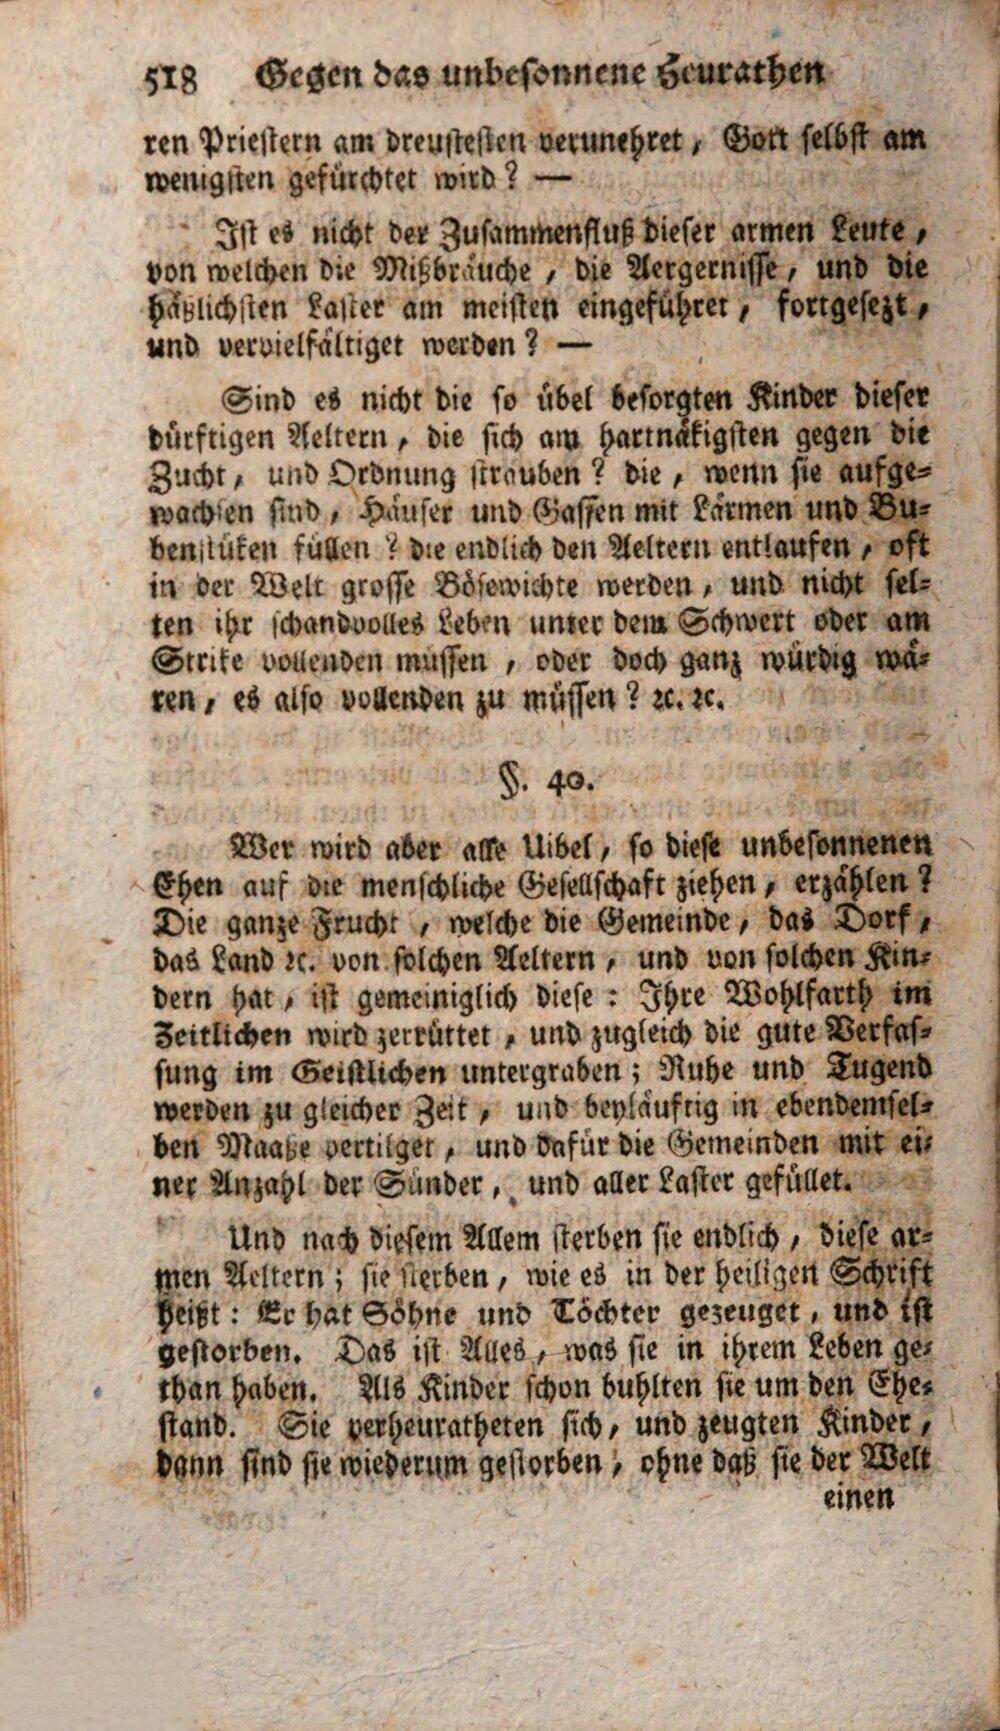 518 Gegen das unbesonnene Heurathen
ren Priestern am dreustesten verunehret, Gott selbst am
wenigsten gefürchtet wird? —
Ist es nicht der Zusammenfluß dieser armen Leute,
von welchen die Mißbräuche, die Aergernisse, und die
häßlichsten Laster am meisten eingeführet, fortgesezt,
und vervielfältiget werden? —
Sind es nicht die so übel besorgten Kinder dieser
dürftigen Aeltern, die sich am hartnäkigsten gegen die
Zucht, und Ordnung strauben? die, wenn sie aufge-
wachsen sind, Häuser und Gassen mit Lärmen und Bu-
benstüken füllen? die endlich den Aeltern entlaufen, oft
in der Welt grosse Bösewichte werden, und nicht sel-
ten ihr schandvolles Leben unter dem Schwert oder am
Strike vollenden müssen, oder doch ganz würdig wä-
ren, es also vollenden zu müssen? ꝛc. ꝛc.
§. 40.
Wer wird aber alle Uibel, so diese unbesonnenen
Ehen auf die menschliche Gesellschaft ziehen, erzählen?
Die ganze Frucht, welche die Gemeinde, das Dorf,
das Land ꝛc. von solchen Aeltern, und von solchen Kin-
dern hat, ist gemeiniglich diese: Ihre Wohlfarth im
Zeitlichen wird zerrüttet, und zugleich die gute Verfas-
sung im Geistlichen untergraben; Ruhe und Tugend
werden zu gleicher Zeit, und beyläuftig in ebendemsel-
ben Maaße vertilget, und dafür die Gemeinden mit ei-
ner Anzahl der Sünder, und aller Laster gefüllet.
Und nach diesem Allem sterben sie endlich, diese ar-
men Aeltern; sie sterben, wie es in der heiligen Schrift
heißt: Er hat Söhne und Töchter gezeuget, und ist
gestorben. Das ist Alles, was sie in ihrem Leben ge-
than haben. Als Kinder schon buhlten sie um den Ehe-
stand. Sie verheuratheten sich, und zeugten Kinder,
dann sind sie wiederum gestorben, ohne daß sie der Welt
einen